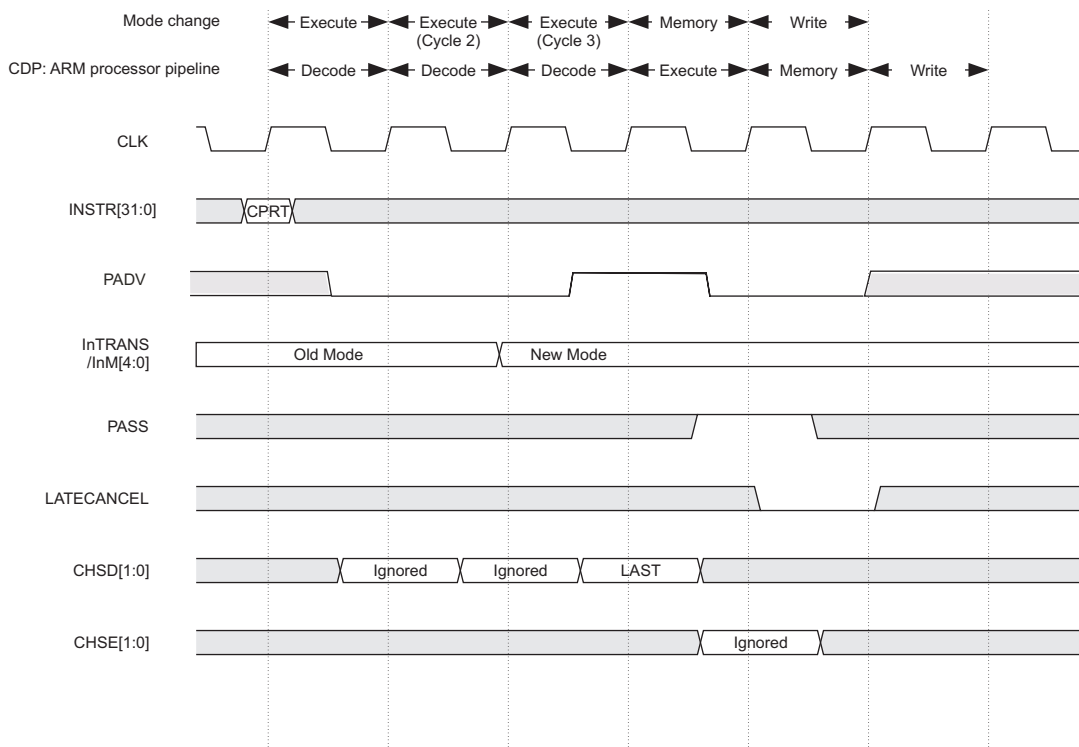 Mode change Execute Execute (Cycle 2) Execute (Cycle 3) Memory Write
CDP: ARM processor pipeline Decode Decode Decode Execute Memory Write
CLK
INSTR[31:0] CPRT
PADV
InTRANS /InM[4:0] Old Mode New Mode
PASS
LATECANCEL
CHSD[1:0] Ignored Ignored LAST
CHSE[1:0] Ignored